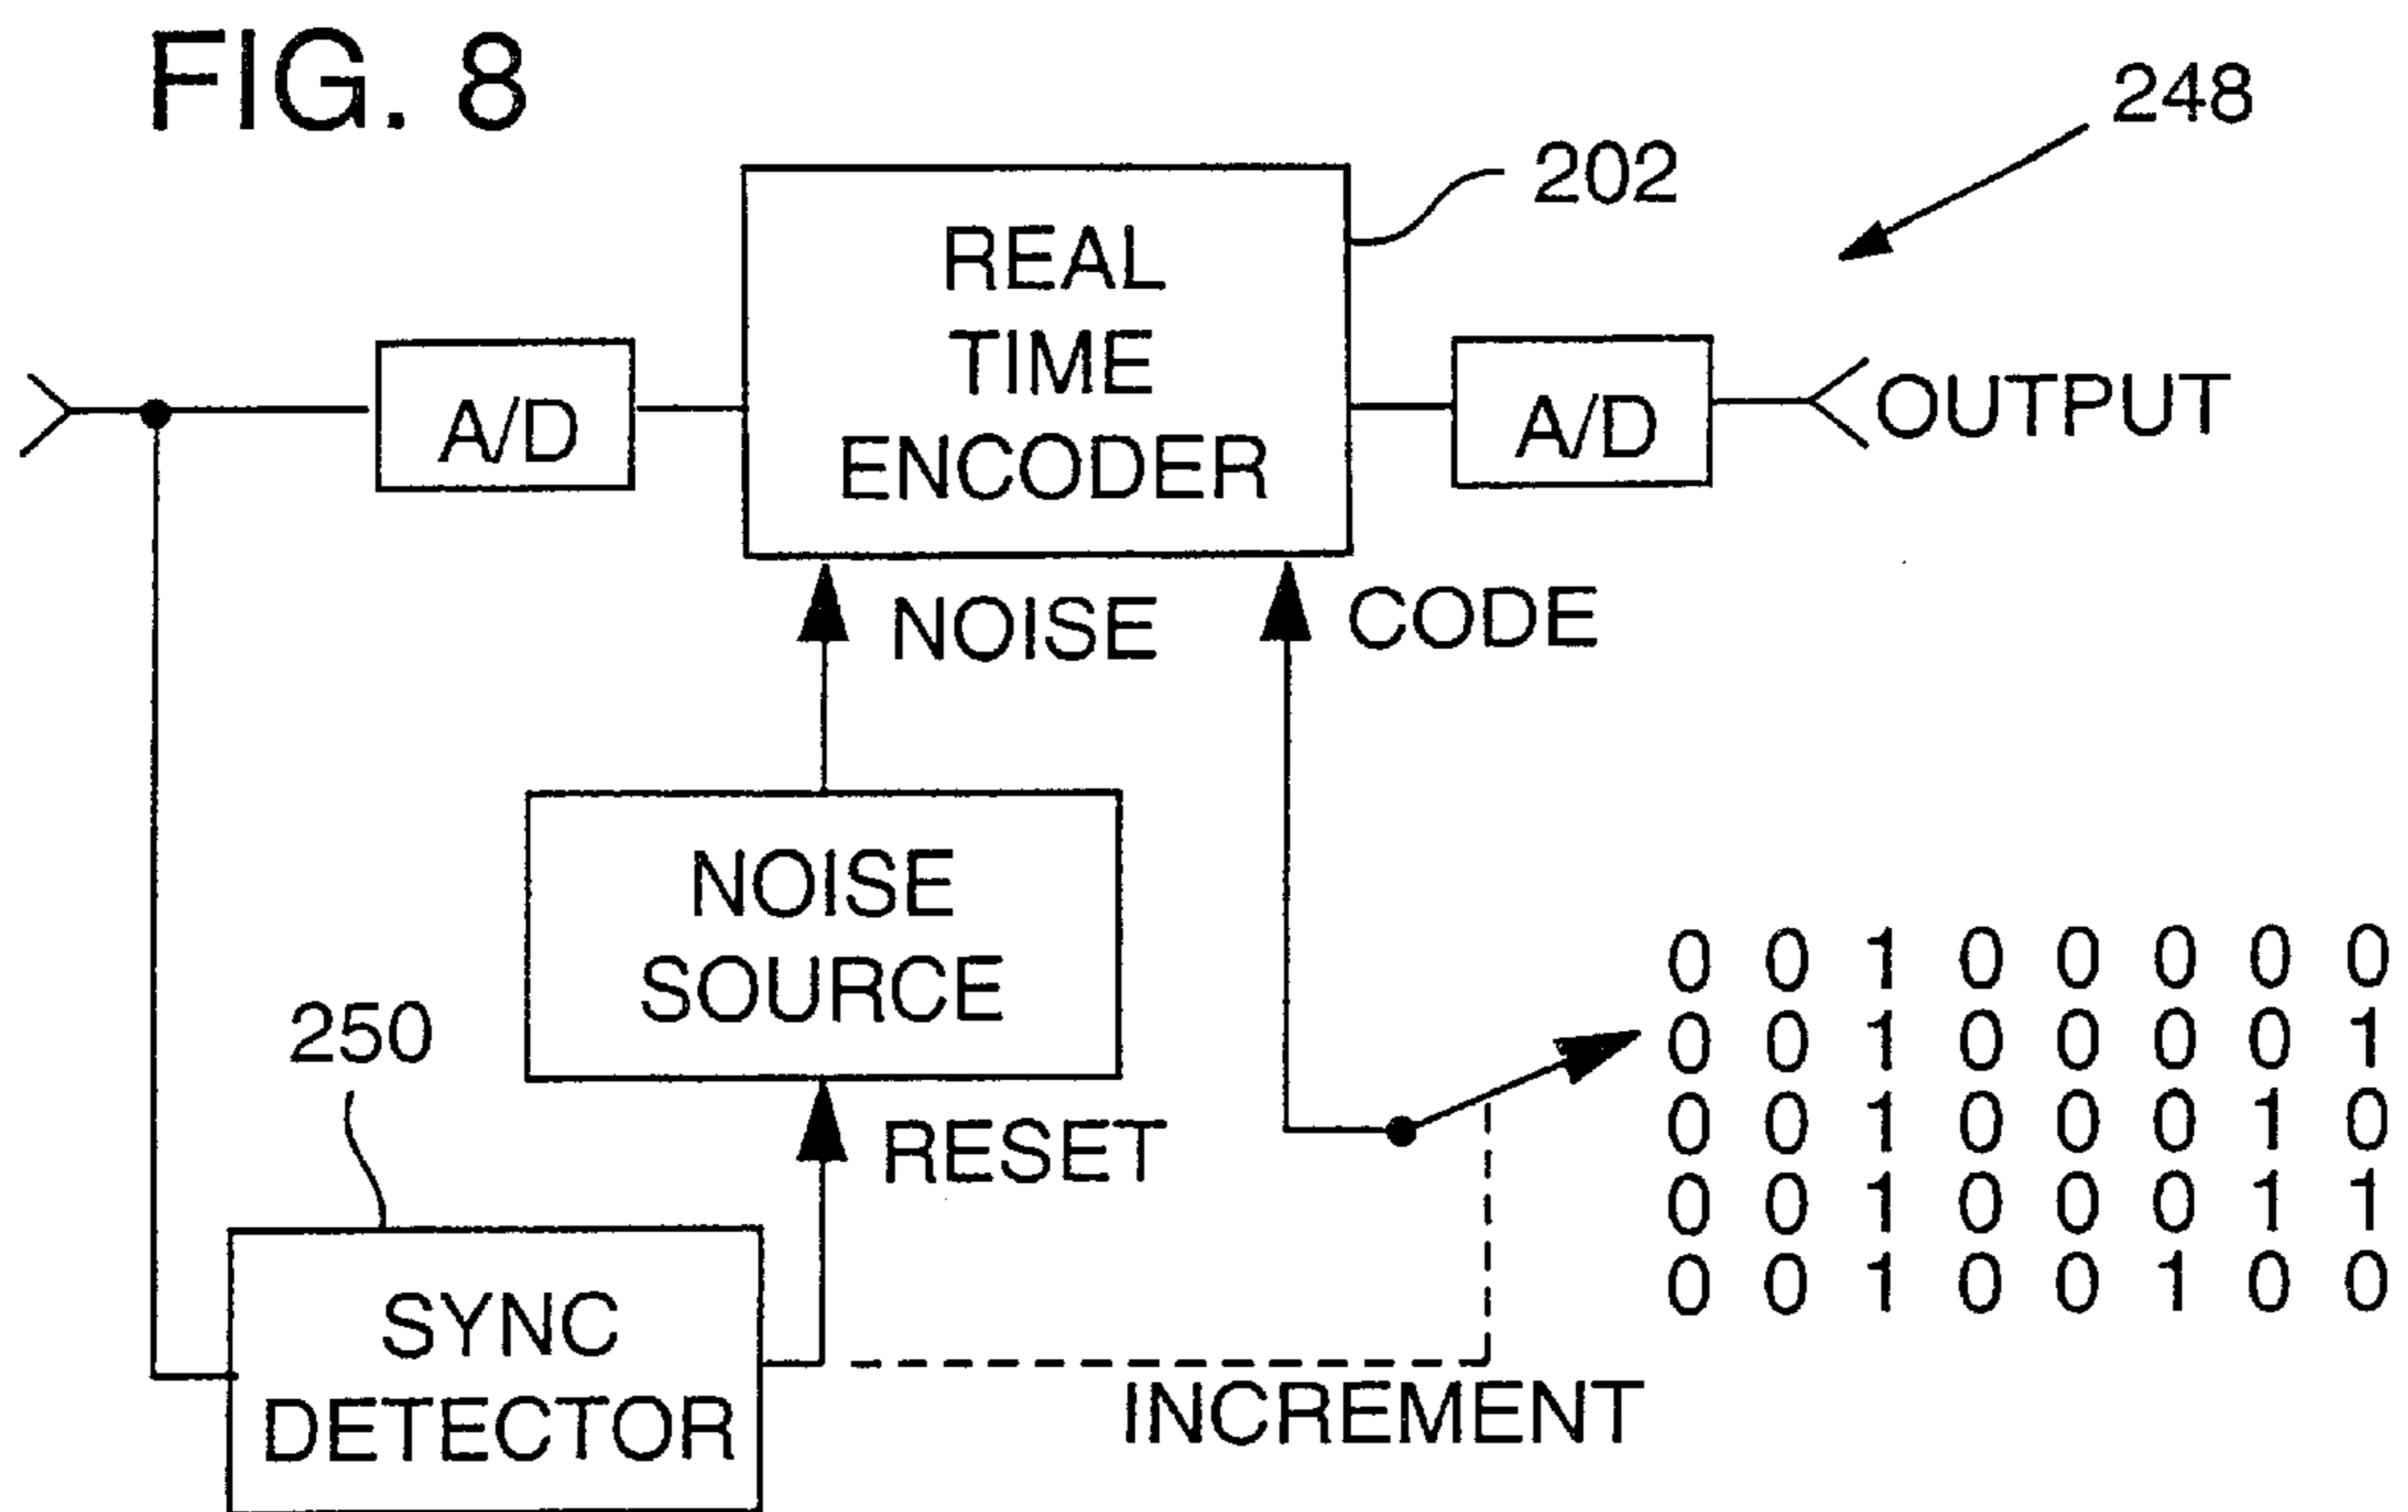 FIG. 8
248
202
REAL
TIME
ENCODER
A/D
A/D
OUTPUT
NOISE
CODE
NOISE
SOURCE
250
RESET
0 0 1 0 0 0 0 0
0 0 1 0 0 0 0 1
0 0 1 0 0 0 1 0
0 0 1 0 0 0 1 1
0 0 1 0 0 1 0 0
SYNC
DETECTOR
INCREMENT